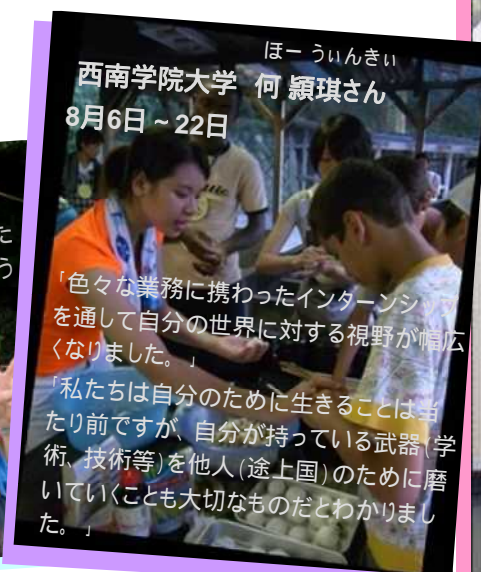 ほー うぃんきぃ
西南学院大学 何 穎琪さん
8月6日~22日
た
う
「色々な業務に携わったインターンシップ
を通して自分の世界に対する視野が幅広
くなりました。」
「私たちは自分のために生きることは当
たり前ですが、自分が持っている武器(学
術、技術等)を他人(途上国)のために磨
いていくことも大切なものだとわかりまし
た。」